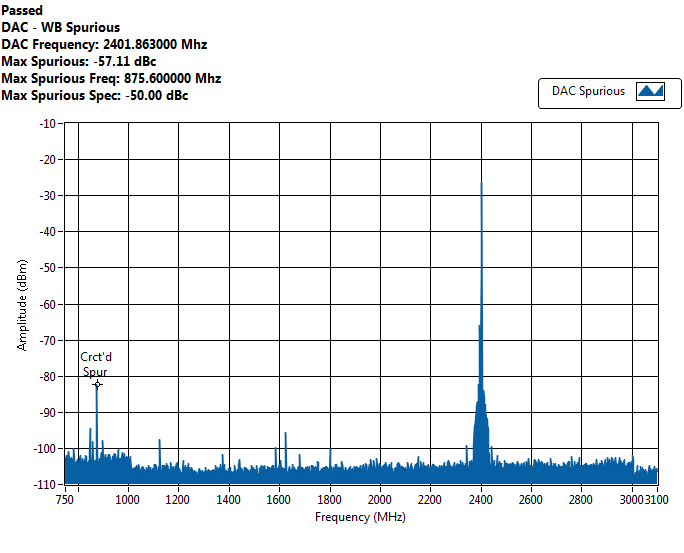 Passed
DAC - WB Spurious
DAC Frequency: 2401.863000 Mhz
Max Spurious: -57.11 dBc
Max Spurious Freq: 875.600000 Mhz
Max Spurious Spec: -50.00 dBc
DAC Spurious
-10
-20
-30
-40
-50
-60
-70
-80
-90
-100
-110
Amplitude (dBm)
Crct'd
Spur
750 1000 1200 1400 1600 1800 2000 2200 2400 2600 2800 3000 3100
Frequency (MHz)